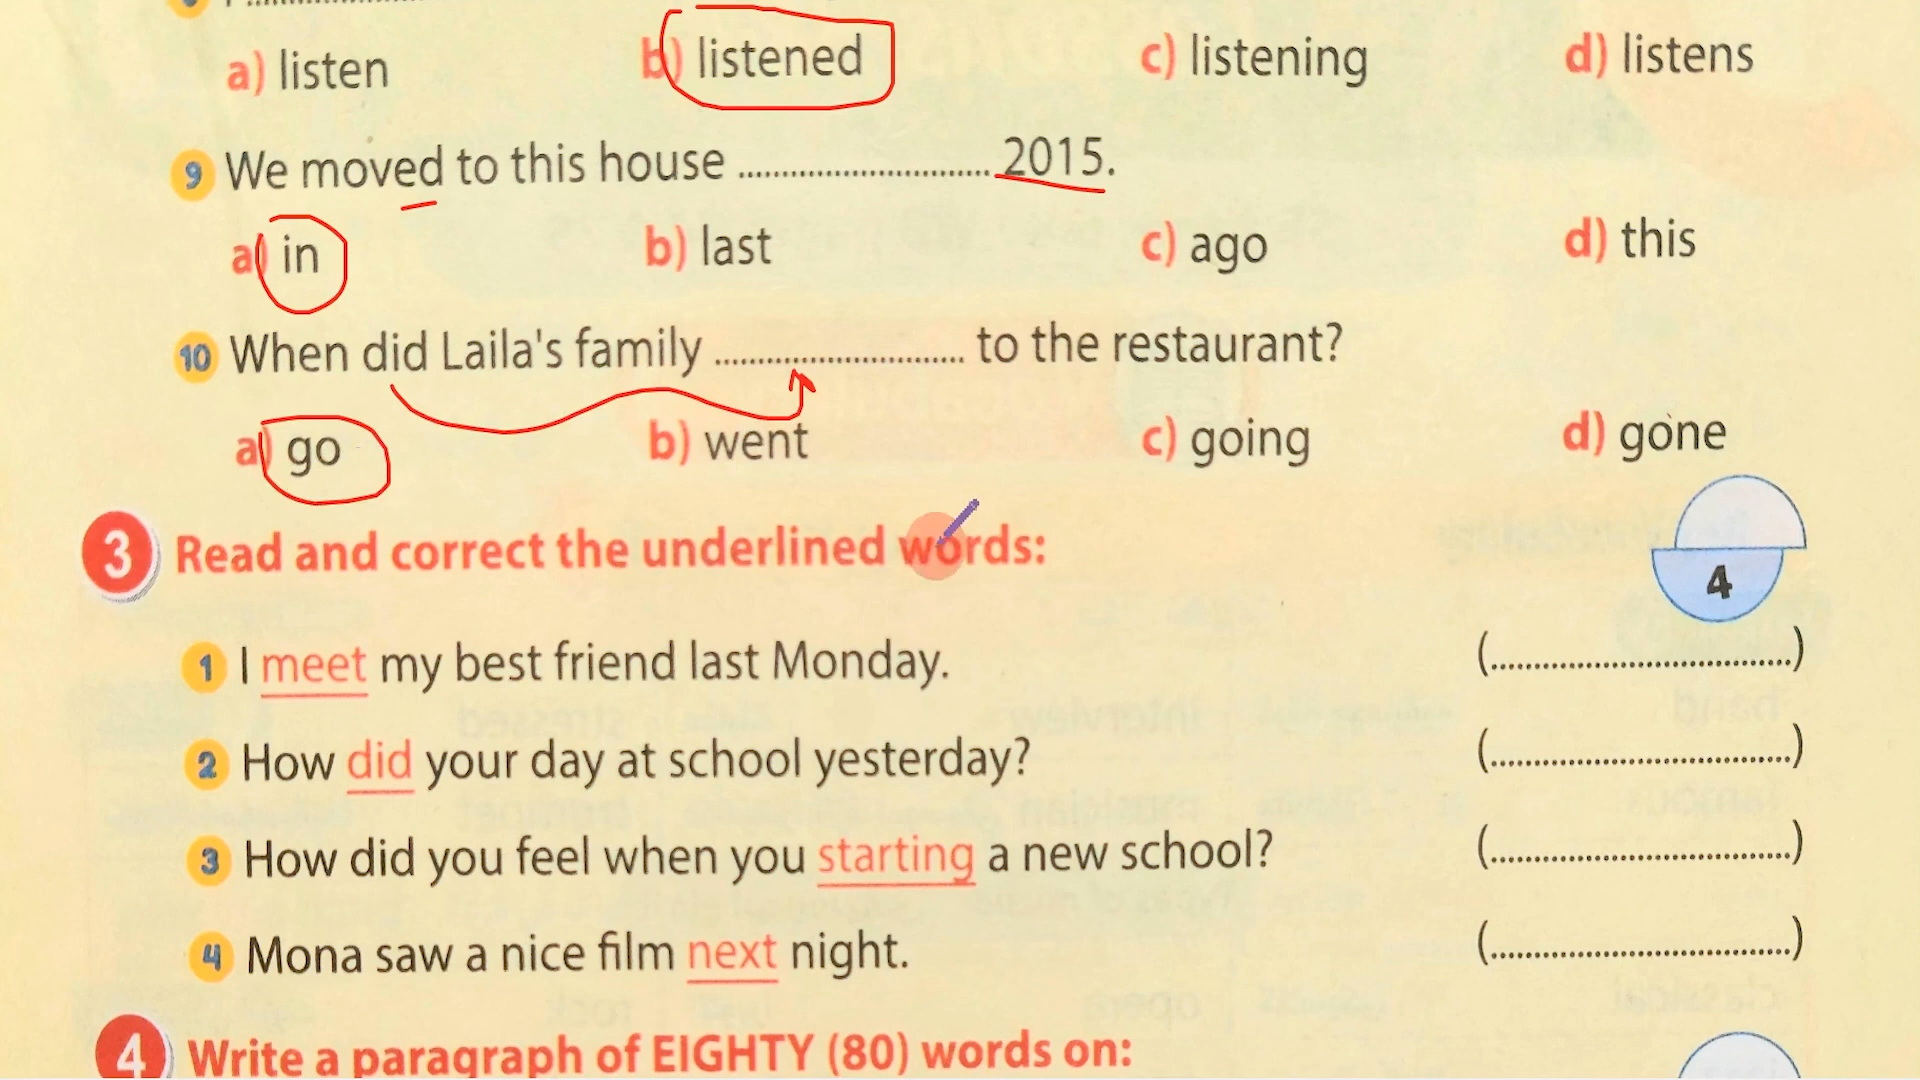 a) listen b) listened c) listening d) listens
9 We moved to this house ............................ 2015.
a) in b) last c) ago d) this
10 When did Laila's family ............................ to the restaurant?
a) go b) went c) going d) gone
3 Read and correct the underlined words:
4
1 I meet my best friend last Monday. (....................................)
2 How did your day at school yesterday? (....................................)
3 How did you feel when you starting a new school? (....................................)
4 Mona saw a nice film next night. (....................................)
4 Write a paragraph of EIGHTY (80) words on: